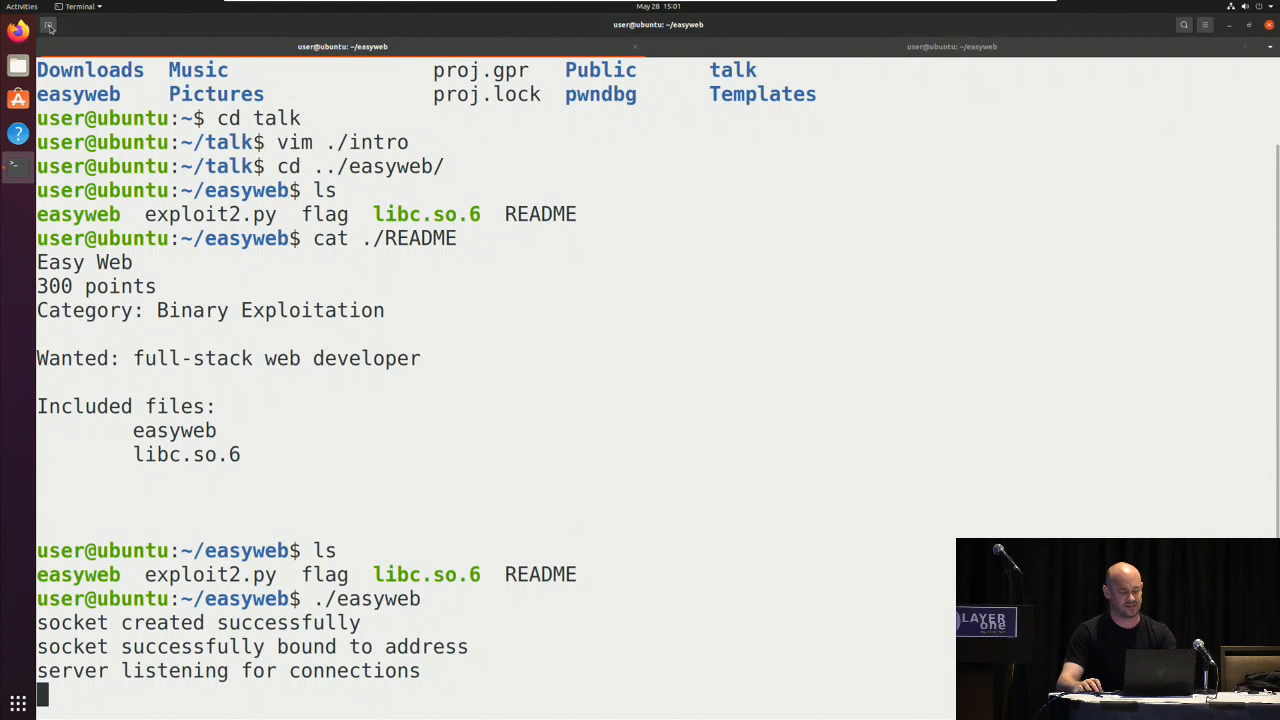 Activities Terminal May 28 15:01
user@ubuntu: ~/easyweb
user@ubuntu: ~/easyweb × user@ubuntu: ~/easyweb
Downloads Music proj.gpr Public talk
easyweb Pictures proj.lock pwndbg Templates
user@ubuntu:~$ cd talk
user@ubuntu:~/talk$ vim ./intro
user@ubuntu:~/talk$ cd ../easyweb/
user@ubuntu:~/easyweb$ ls
easyweb exploit2.py flag libc.so.6 README
user@ubuntu:~/easyweb$ cat ./README
Easy Web
300 points
Category: Binary Exploitation
Wanted: full-stack web developer
Included files:
easyweb
libc.so.6
user@ubuntu:~/easyweb$ ls
easyweb exploit2.py flag libc.so.6 README
user@ubuntu:~/easyweb$ ./easyweb
socket created successfully
socket successfully bound to address
server listening for connections
LAYER
one